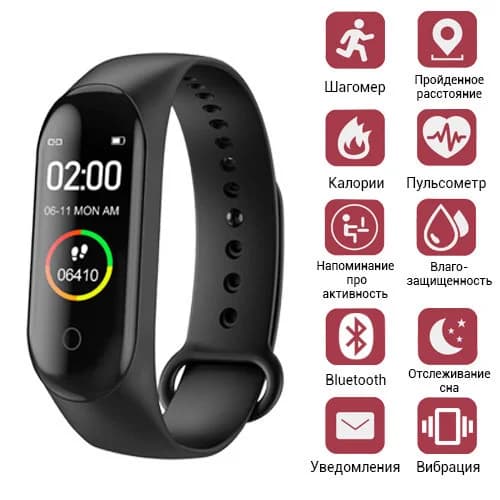 02:00
06-11 MON AM
06410
Шагомер
Пройденное
расстояние
Калории
Пульсометр
Напоминание
про
активность
Влаго-
защищенность
Bluetooth
Отслеживание
сна
Уведомления
Вибрация